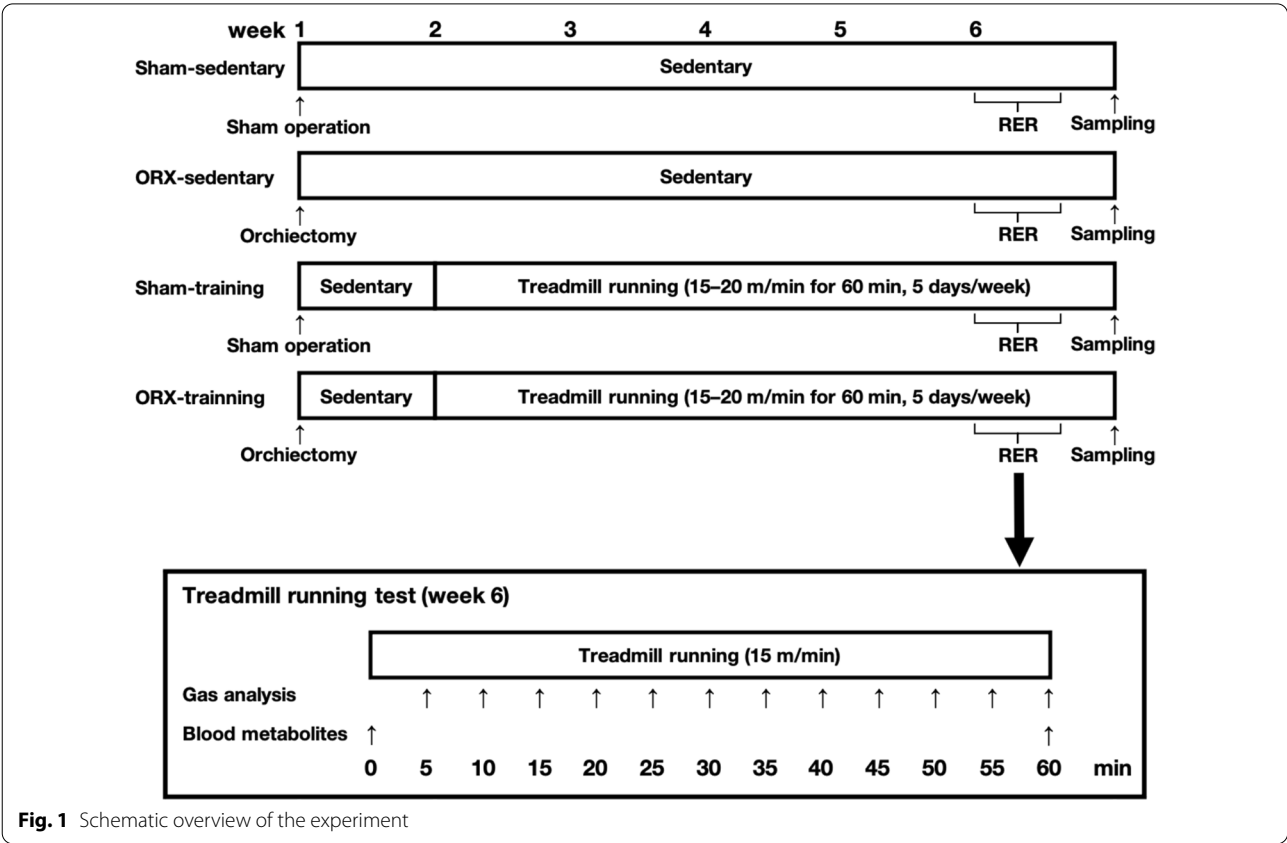 week 1 2 3 4 5 6
Sham-sedentary Sedentary
↑ ↑
Sham operation RER Sampling
ORX-sedentary Sedentary
↑ ↑
Orchiectomy RER Sampling
Sham-training Sedentary Treadmill running (15–20 m/min for 60 min, 5 days/week)
↑ ↑
Sham operation RER Sampling
ORX-trainning Sedentary Treadmill running (15–20 m/min for 60 min, 5 days/week)
↑ ↑
Orchiectomy RER Sampling
Treadmill running test (week 6)
Treadmill running (15 m/min)
Gas analysis ↑ ↑ ↑ ↑ ↑ ↑ ↑ ↑ ↑ ↑ ↑ ↑
Blood metabolites ↑ ↑
0 5 10 15 20 25 30 35 40 45 50 55 60 min
Fig. 1 Schematic overview of the experiment